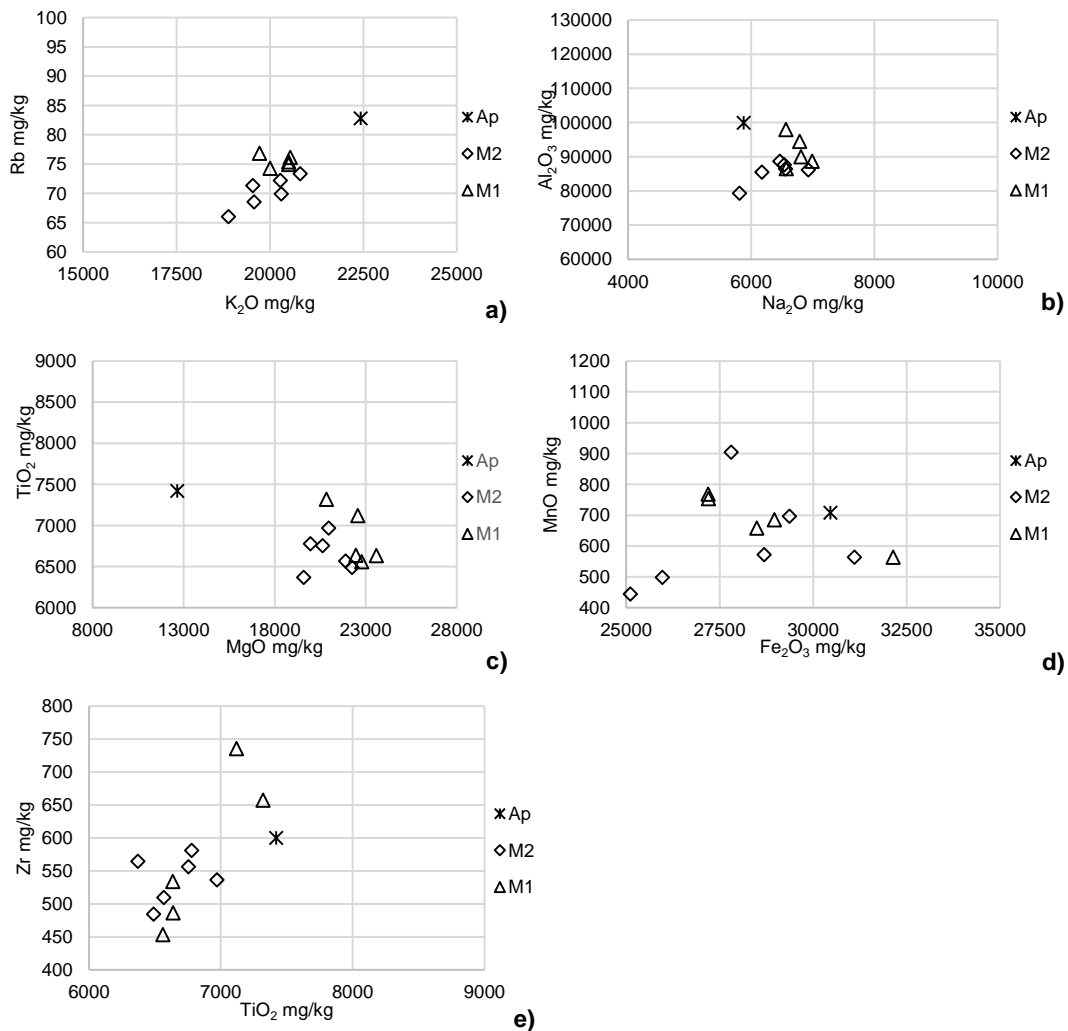 100
95
90
85
80
75
70
65
60
15000 17500 20000 22500 25000
Rb mg/kg
K2O mg/kg
Ap
M2
M1
a)
130000
120000
110000
100000
90000
80000
70000
60000
4000 6000 8000 10000
Al2O3 mg/kg
Na2O mg/kg
Ap
M2
M1
b)
9000
8500
8000
7500
7000
6500
6000
8000 13000 18000 23000 28000
TiO2 mg/kg
MgO mg/kg
Ap
M2
M1
c)
1200
1100
1000
900
800
700
600
500
400
25000 27500 30000 32500 35000
MnO mg/kg
Fe2O3 mg/kg
Ap
M2
M1
d)
800
750
700
650
600
550
500
450
400
6000 7000 8000 9000
Zr mg/kg
TiO2 mg/kg
Ap
M2
M1
e)